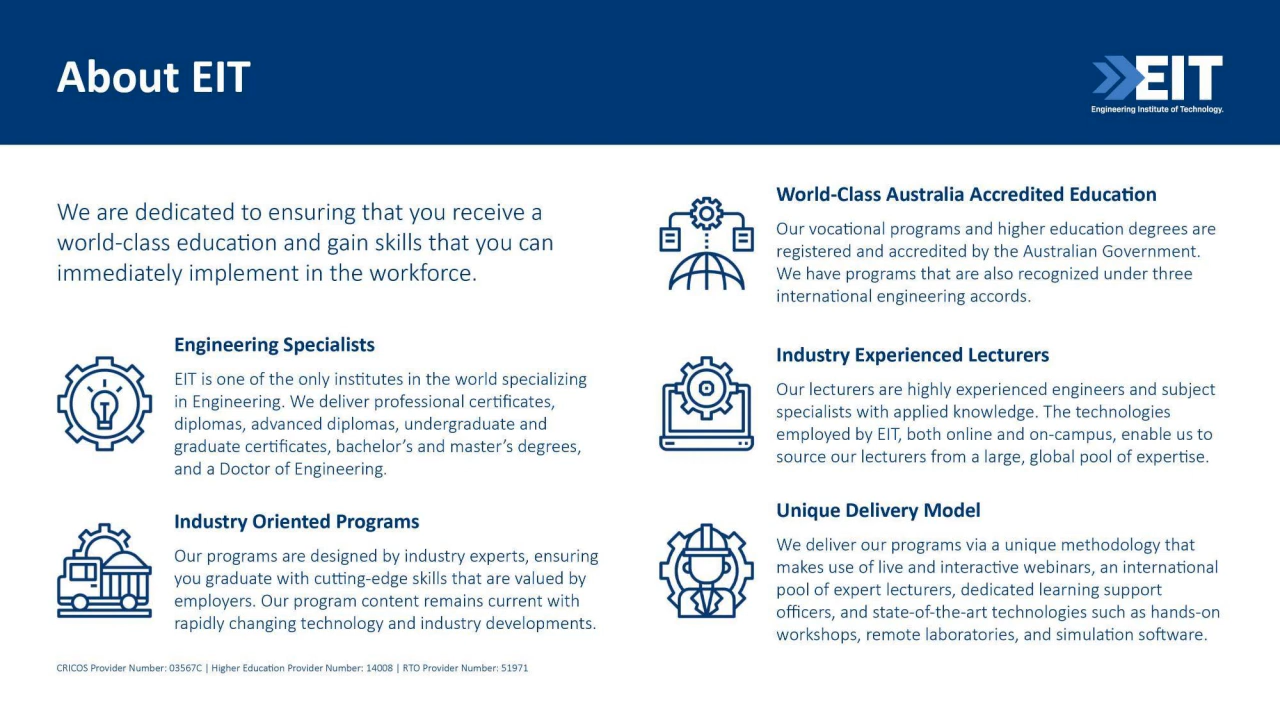 About EIT
EIT
Engineering Institute of Technology.
We are dedicated to ensuring that you receive a
world-class education and gain skills that you can
immediately implement in the workforce.
Engineering Specialists
EIT is one of the only institutes in the world specializing
in Engineering. We deliver professional certificates,
diplomas, advanced diplomas, undergraduate and
graduate certificates, bachelor's and master's degrees,
and a Doctor of Engineering.
Industry Oriented Programs
Our programs are designed by industry experts, ensuring
you graduate with cutting-edge skills that are valued by
employers. Our program content remains current with
rapidly changing technology and industry developments.
World-Class Australia Accredited Education
Our vocational programs and higher education degrees are
registered and accredited by the Australian Government.
We have programs that are also recognized under three
international engineering accords.
Industry Experienced Lecturers
Our lecturers are highly experienced engineers and subject
specialists with applied knowledge. The technologies
employed by EIT, both online and on-campus, enable us to
source our lecturers from a large, global pool of expertise.
Unique Delivery Model
We deliver our programs via a unique methodology that
makes use of live and interactive webinars, an international
pool of expert lecturers, dedicated learning support
officers, and state-of-the-art technologies such as hands-on
workshops, remote laboratories, and simulation software.
CRICOS Provider Number: 03567C | Higher Education Provider Number: 14008 | RTO Provider Number: 51971